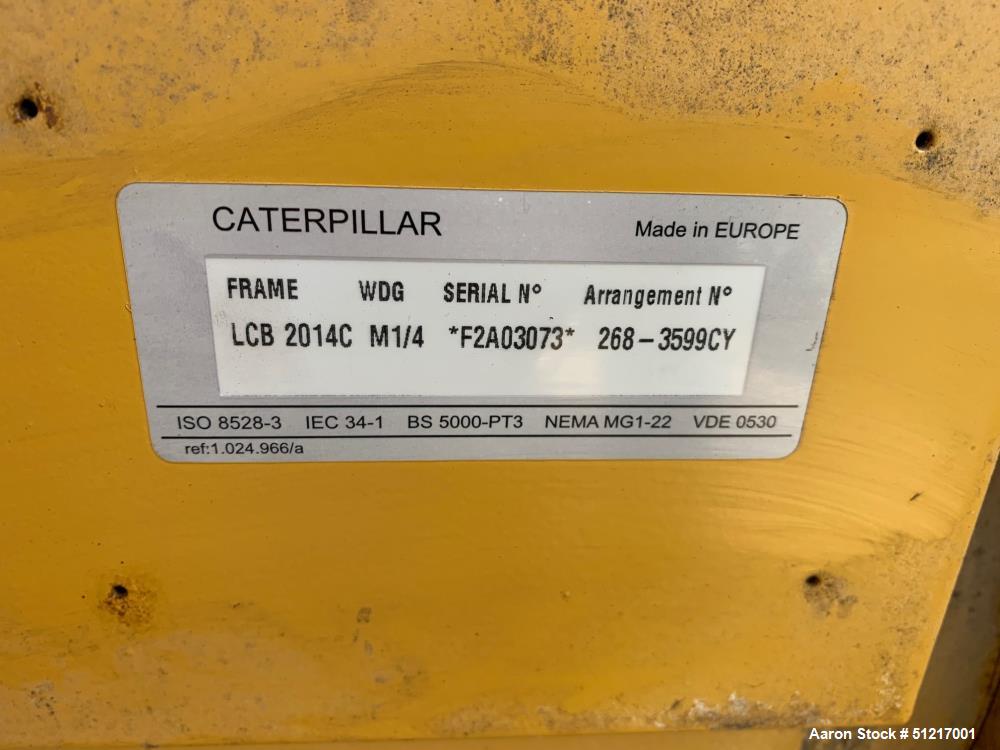 CATERPILLAR Made in EUROPE
FRAME WDG SERIAL N° Arrangement N°
LCB 2014C M1/4 *F2A03073* 268-3599CY
ISO 8528-3 IEC 34-1 BS 5000-PT3 NEMA MG1-22 VDE 0530
ref:1.024.966/a
Aaron Stock # 51217001